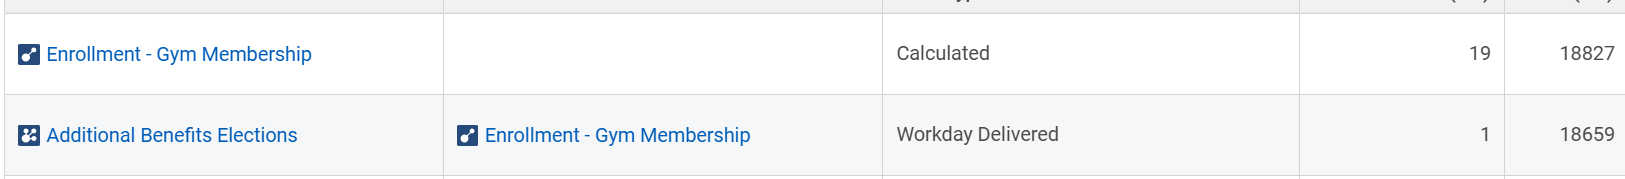 Enrollment - Gym Membership Calculated 19 18827
Additional Benefits Elections Enrollment - Gym Membership Workday Delivered 1 18659